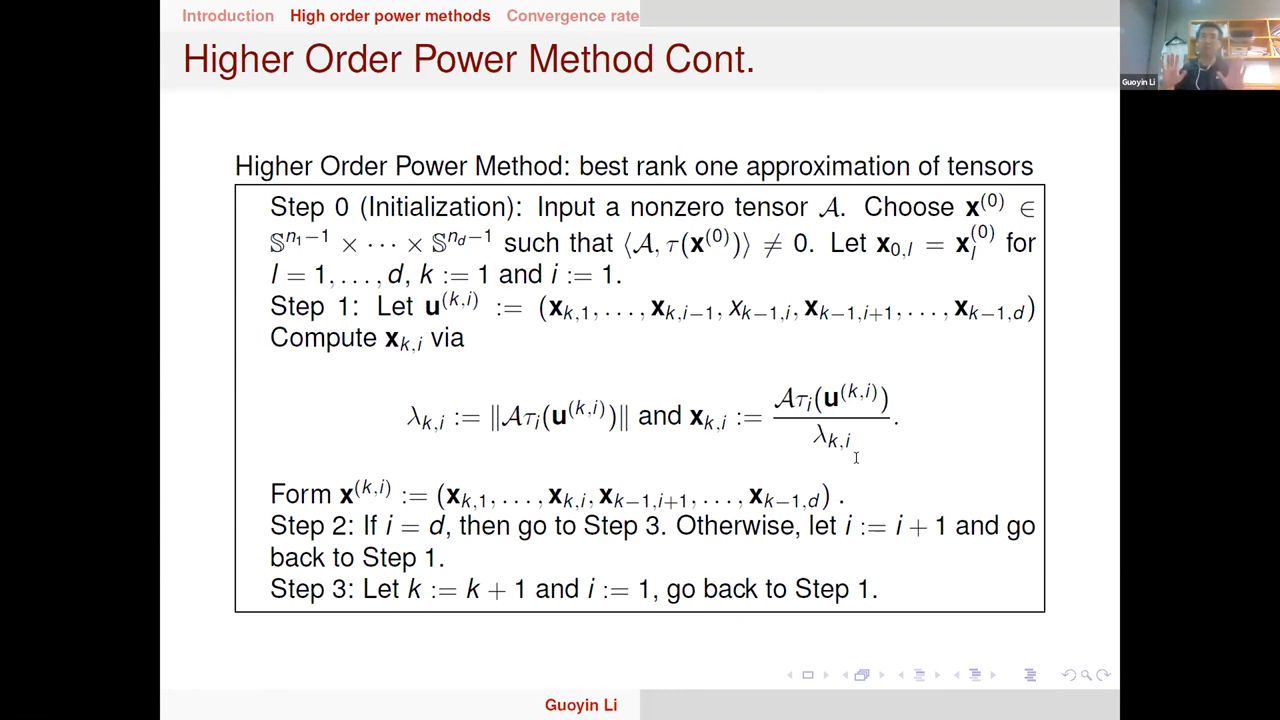 Introduction High order power methods Convergence rate
Higher Order Power Method Cont.
Guoyin Li
Higher Order Power Method: best rank one approximation of tensors
Step 0 (Initialization): Input a nonzero tensor 𝒜. Choose x^{(0)} ∈
𝕊^{n_1−1} × ⋯ × 𝕊^{n_d−1} such that ⟨𝒜, τ(x^{(0)})⟩ ≠ 0. Let x_{0,l} = x_l^{(0)} for
l = 1, . . . , d, k := 1 and i := 1.
Step 1: Let u^{(k,i)} := (x_{k,1}, . . . , x_{k,i−1}, x_{k−1,i}, x_{k−1,i+1}, . . . , x_{k−1,d})
Compute x_{k,i} via
λ_{k,i} := ‖𝒜τ_i(u^{(k,i)})‖ and x_{k,i} := 𝒜τ_i(u^{(k,i)}) / λ_{k,i}.
Form x^{(k,i)} := (x_{k,1}, . . . , x_{k,i}, x_{k−1,i+1}, . . . , x_{k−1,d}) .
Step 2: If i = d, then go to Step 3. Otherwise, let i := i + 1 and go
back to Step 1.
Step 3: Let k := k + 1 and i := 1, go back to Step 1.
Guoyin Li